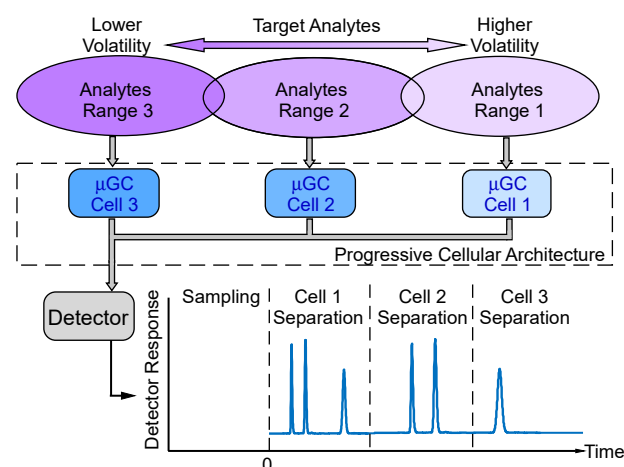 Lower
Volatility
Target Analytes
Higher
Volatility
Analytes
Range 3
Analytes
Range 2
Analytes
Range 1
μGC
Cell 3
μGC
Cell 2
μGC
Cell 1
Progressive Cellular Architecture
Detector
Detector Response
Sampling
Cell 1
Separation
Cell 2
Separation
Cell 3
Separation
0
Time